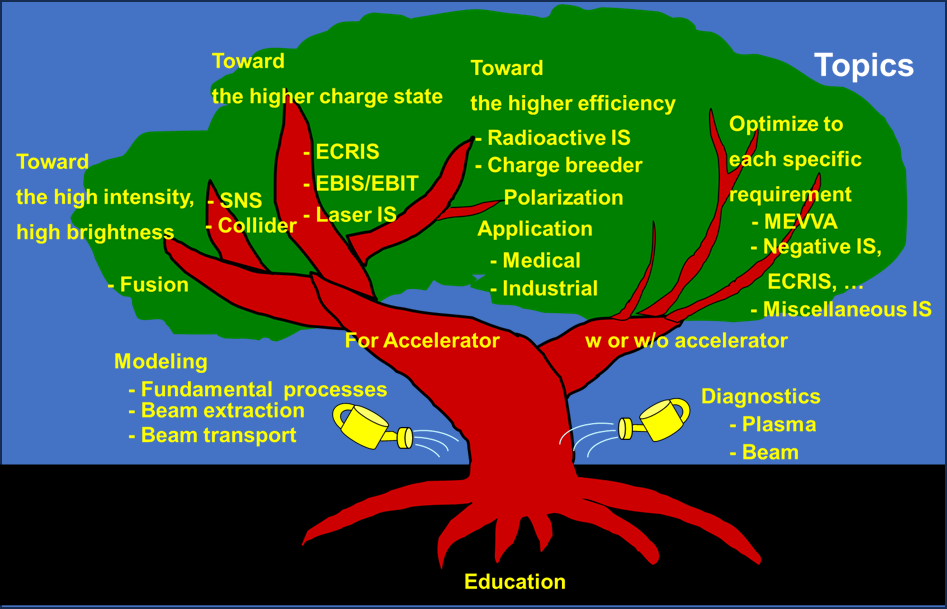 Topics
Toward
the high intensity,
high brightness
- Fusion
- SNS
- Collider
Toward
the higher charge state
- ECRIS
- EBIS/EBIT
- Laser IS
Toward
the higher efficiency
- Radioactive IS
- Charge breeder
Polarization
Application
- Medical
- Industrial
Optimize to
each specific
requirement
- MEVVA
- Negative IS,
ECRIS, …
- Miscellaneous IS
For Accelerator
w or w/o accelerator
Modeling
- Fundamental processes
- Beam extraction
- Beam transport
Diagnostics
- Plasma
- Beam
Education